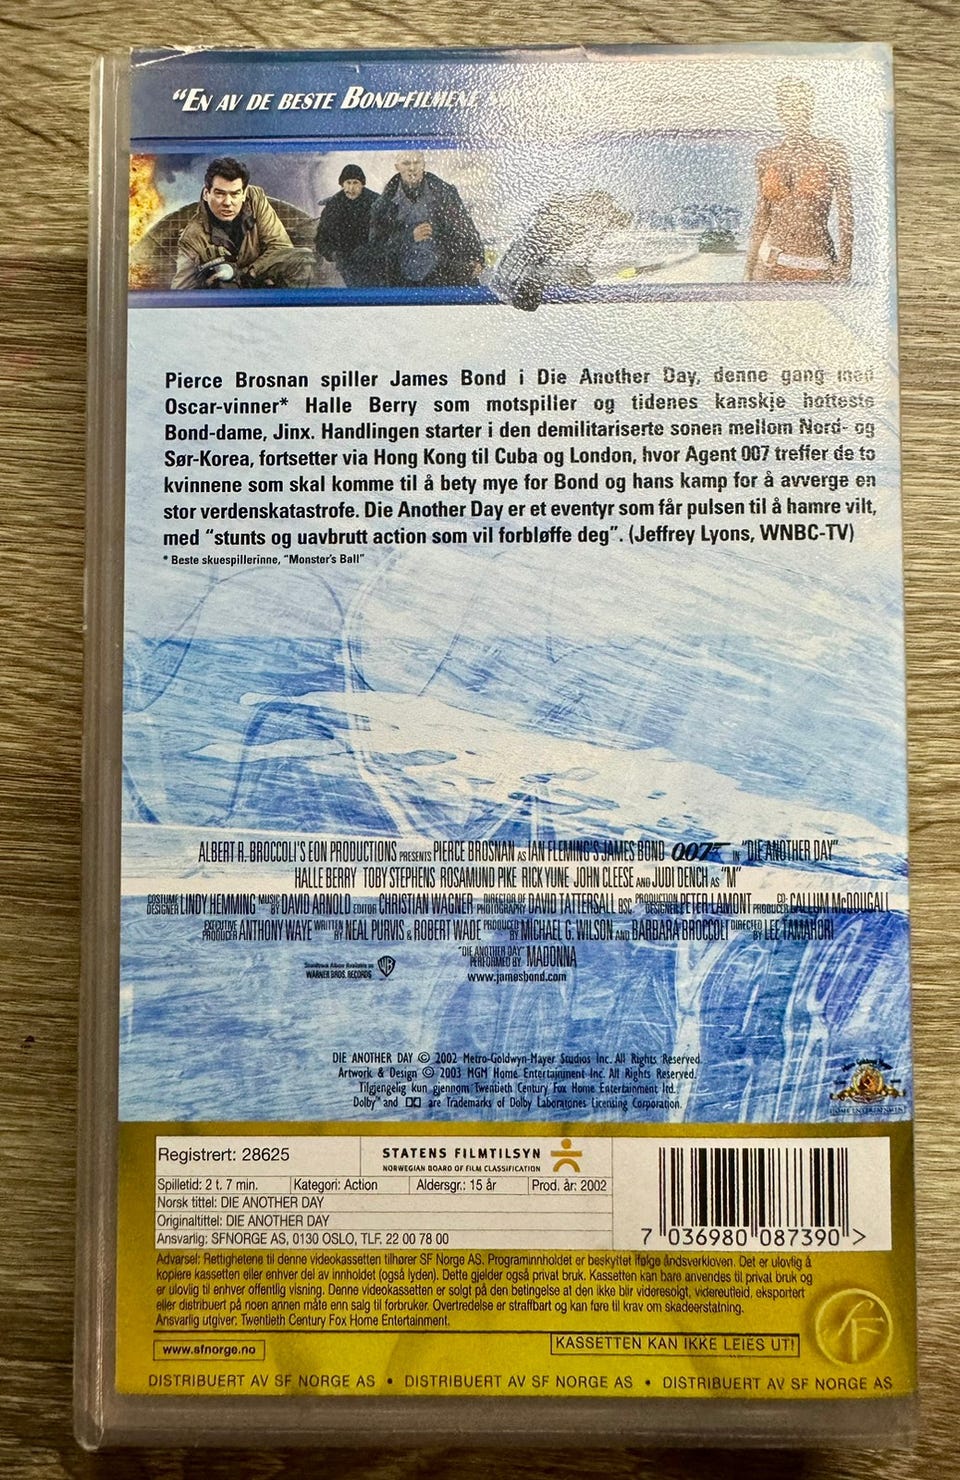 "EN AV DE BESTE BOND-FILMENE
Pierce Brosnan spiller James Bond i Die Another Day, denne gang med
Oscar-vinner* Halle Berry som motspiller og tidenes kanskje hotteste
Bond-dame, Jinx. Handlingen starter i den demilitariserte sonen mellom Nord- og
Sør-Korea, fortsetter via Hong Kong til Cuba og London, hvor Agent 007 treffer de to
kvinnene som skal komme til å bety mye for Bond og hans kamp for å avverge en
stor verdenskatastrofe. Die Another Day er et eventyr som får pulsen til å hamre vilt,
med "stunts og uavbrutt action som vil forbløffe deg". (Jeffrey Lyons, WNBC-TV)
* Beste skuespillerinne, "Monster's Ball"
ALBERT R. BROCCOLI'S EON PRODUCTIONS PRESENTS PIERCE BROSNAN AS IAN FLEMING'S JAMES BOND 007 IN "DIE ANOTHER DAY"
HALLE BERRY TOBY STEPHENS ROSAMUND PIKE RICK YUNE JOHN CLEESE AND JUDI DENCH AS "M"
COSTUME DESIGNER LINDY HEMMING MUSIC BY DAVID ARNOLD EDITOR CHRISTIAN WAGNER DIRECTOR OF PHOTOGRAPHY DAVID TATTERSALL BSC PRODUCTION DESIGNER PETER LAMONT CO-PRODUCER CALLUM McDOUGALL
EXECUTIVE PRODUCER ANTHONY WAYE WRITTEN BY NEAL PURVIS & ROBERT WADE PRODUCED BY MICHAEL G. WILSON AND BARBARA BROCCOLI DIRECTED BY LEE TAMAHORI
Soundtrack Album Available on
WARNER BROS. RECORDS
"DIE ANOTHER DAY" PERFORMED BY MADONNA
www.jamesbond.com
DIE ANOTHER DAY © 2002 Metro-Goldwyn-Mayer Studios Inc. All Rights Reserved.
Artwork & Design © 2003 MGM Home Entertainment Inc. All Rights Reserved.
Tilgjengelig kun gjennom Twentieth Century Fox Home Entertainment ltd.
Dolby™ and DD are Trademarks of Dolby Laboratories Licensing Corporation.
HOME ENTERTAINMENT
Registrert: 28625
STATENS FILMTILSYN
NORWEGIAN BOARD OF FILM CLASSIFICATION
Spilletid: 2 t. 7 min. Kategori: Action Aldersgr.: 15 år Prod. år: 2002
Norsk tittel: DIE ANOTHER DAY
Originaltittel: DIE ANOTHER DAY
Ansvarlig: SFNORGE AS, 0130 OSLO, TLF. 22 00 78 00
7 036980 087390 >
Advarsel: Rettighetene til denne videokassetten tilhører SF Norge AS. Programinnholdet er beskyttet ifølge åndsverkloven. Det er ulovlig å
kopiere kassetten eller enhver del av innholdet (også lyden). Dette gjelder også privat bruk. Kassetten kan bare anvendes til privat bruk og
er ulovlig til enhver offentlig visning. Denne videokassetten er solgt på den betingelse at den ikke blir videresolgt, videreutleid, eksportert
eller distribuert på noen annen måte enn salg til forbruker. Overtredelse er straffbart og kan føre til krav om skadeerstatning.
Ansvarlig utgiver: Twentieth Century Fox Home Entertainment.
www.sfnorge.no
KASSETTEN KAN IKKE LEIES UT!
SF
DISTRIBUERT AV SF NORGE AS • DISTRIBUERT AV SF NORGE AS • DISTRIBUERT AV SF NORGE AS